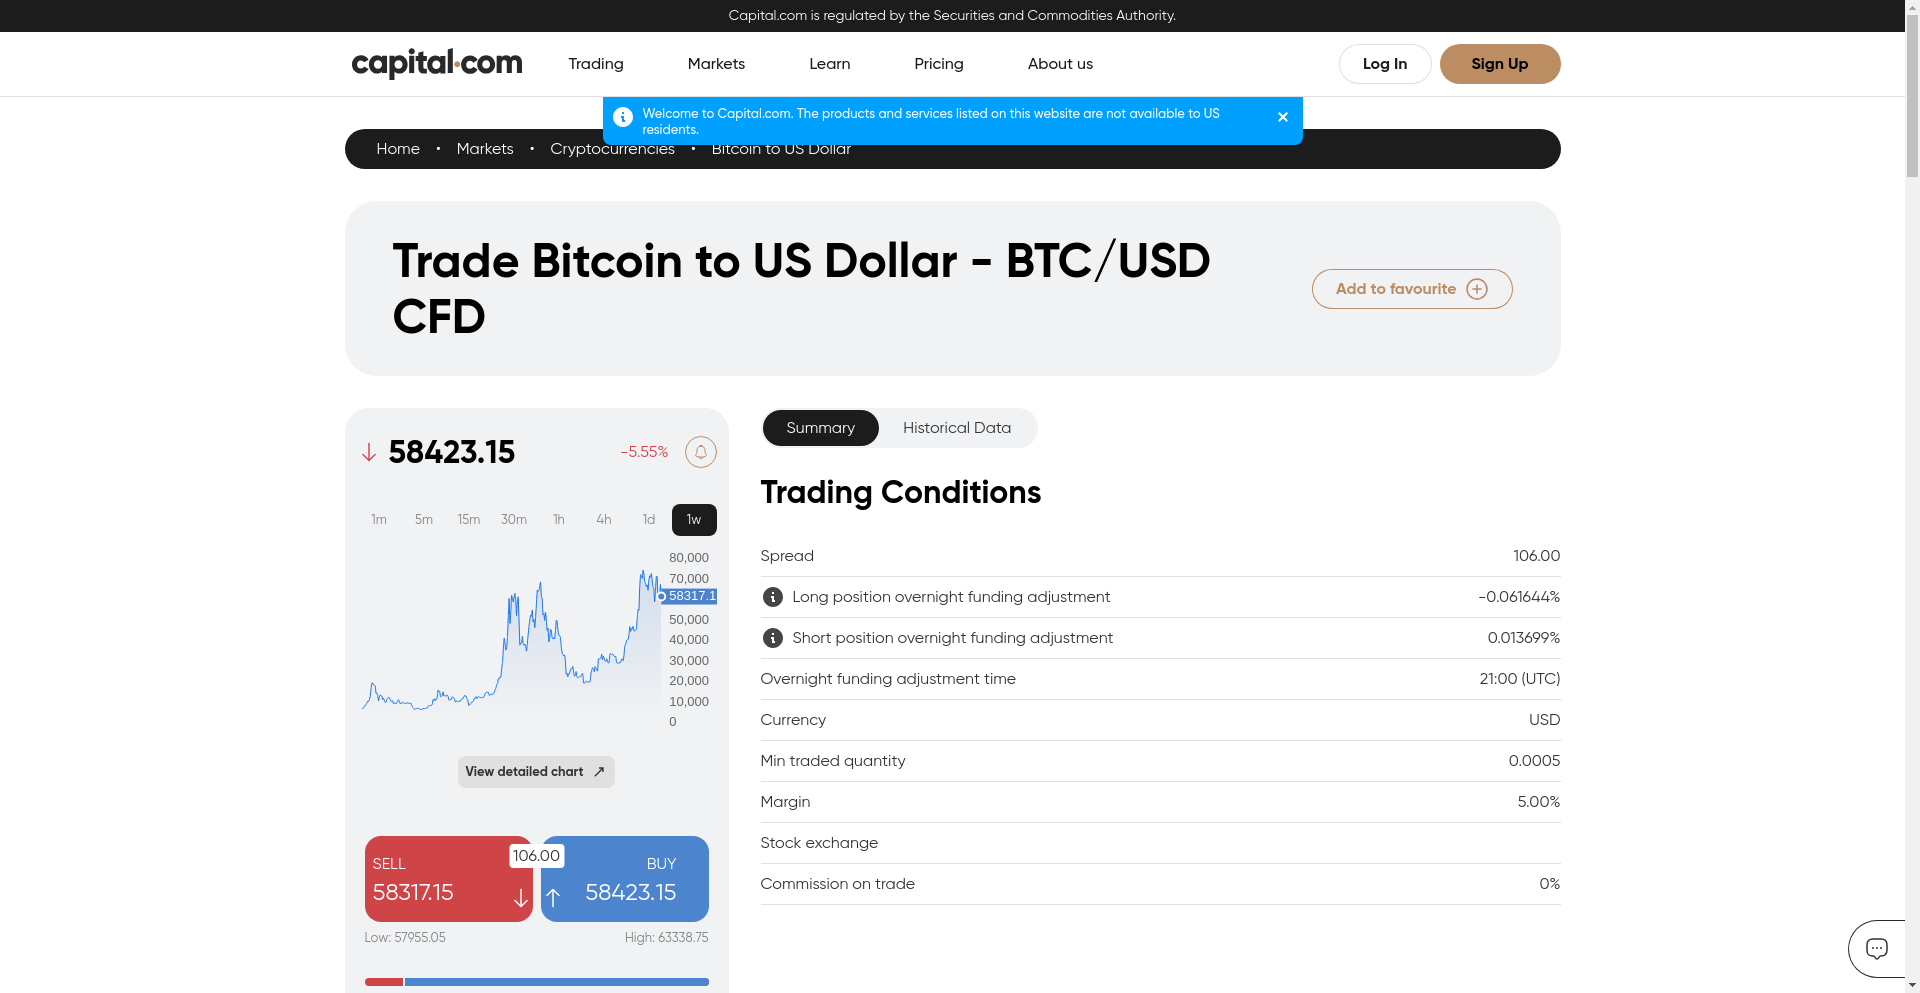 Capital.com is regulated by the Securities and Commodities Authority.
capital.com
Trading
Markets
Learn
Pricing
About us
Log In
Sign Up
Welcome to Capital.com. The products and services listed on this website are not available to US
residents.
Home • Markets • Cryptocurrencies • Bitcoin to US Dollar
Trade Bitcoin to US Dollar - BTC/USD
CFD
Add to favourite
58423.15
-5.55%
1m 5m 15m 30m 1h 4h 1d 1w
80,000
70,000
58317.1
50,000
40,000
30,000
20,000
10,000
0
View detailed chart
SELL
58317.15
106.00
BUY
58423.15
Low: 57955.05
High: 63338.75
Summary
Historical Data
Trading Conditions
Spread 106.00
Long position overnight funding adjustment -0.061644%
Short position overnight funding adjustment 0.013699%
Overnight funding adjustment time 21:00 (UTC)
Currency USD
Min traded quantity 0.0005
Margin 5.00%
Stock exchange
Commission on trade 0%